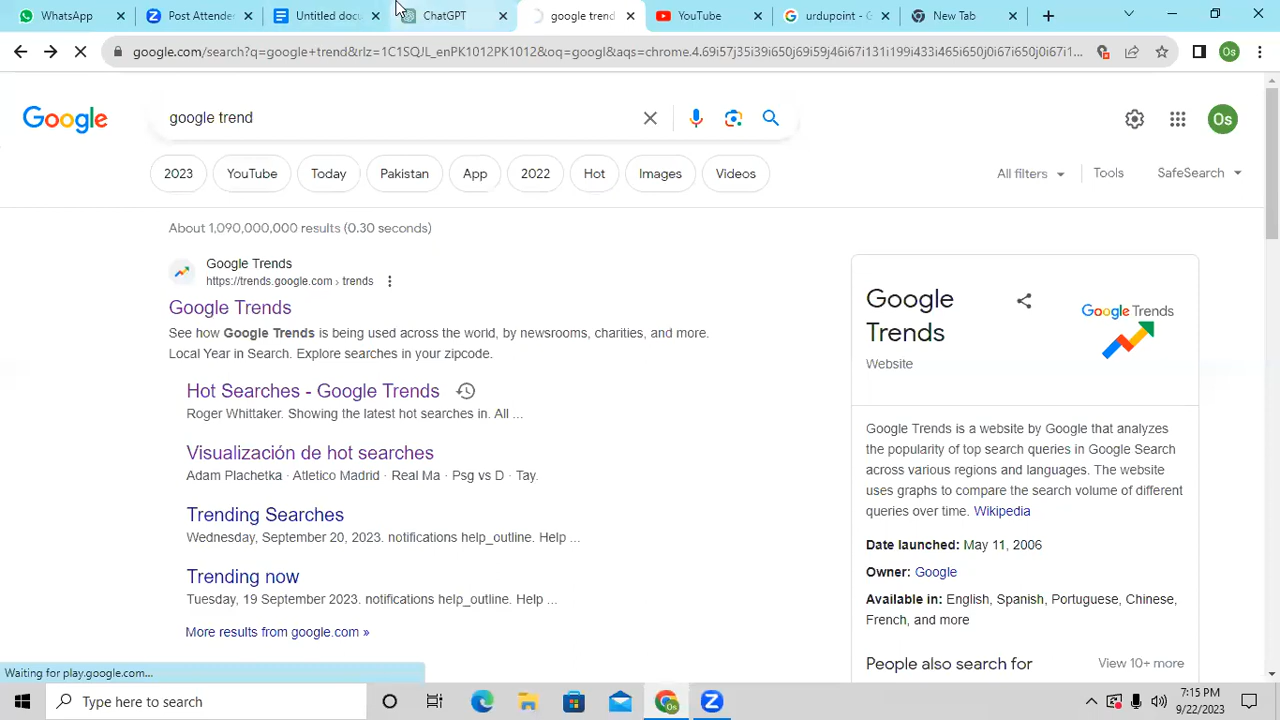 WhatsApp
Post Attende
Untitled docu
ChatGPT
google trend
YouTube
urdupoint - G
New Tab
google.com/search?q=google+trend&rlz=1C1SQJL_enPK1012PK1012&oq=googl&aqs=chrome.4.69i57j35i39i650j0i69i59j46i67i131i199i433i465i650j0i67i650j0i67i1...
Os
Google
google trend
Os
2023
YouTube
Today
Pakistan
App
2022
Hot
Images
Videos
All filters
Tools
SafeSearch
About 1,090,000,000 results (0.30 seconds)
Google Trends
https://trends.google.com › trends
Google Trends
See how Google Trends is being used across the world, by newsrooms, charities, and more.
Local Year in Search. Explore searches in your zipcode.
Hot Searches - Google Trends
Roger Whittaker. Showing the latest hot searches in. All ...
Visualización de hot searches
Adam Plachetka · Atletico Madrid · Real Ma · Psg vs D · Tay.
Trending Searches
Wednesday, September 20, 2023. notifications help_outline. Help ...
Trending now
Tuesday, 19 September 2023. notifications help_outline. Help ...
More results from google.com »
Google
Trends
Website
Google Trends
Google Trends is a website by Google that analyzes
the popularity of top search queries in Google Search
across various regions and languages. The website
uses graphs to compare the search volume of different
queries over time. Wikipedia
Date launched: May 11, 2006
Owner: Google
Available in: English, Spanish, Portuguese, Chinese,
French, and more
People also search for
View 10+ more
Waiting for play.google.com...
Type here to search
7:15 PM
9/22/2023